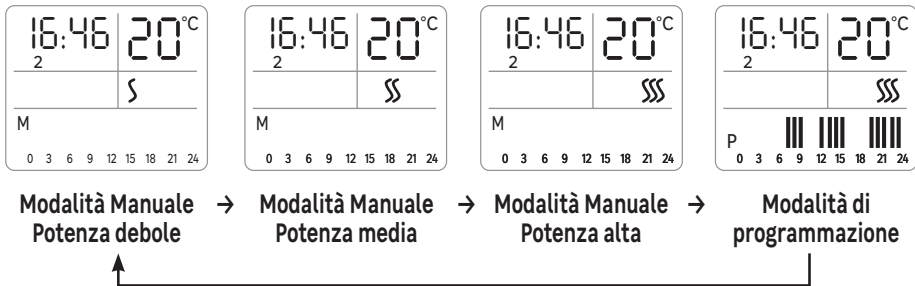 16:46 20°C
2
M
0 3 6 9 12 15 18 21 24
16:46 20°C
2
M
0 3 6 9 12 15 18 21 24
16:46 20°C
2
M
0 3 6 9 12 15 18 21 24
16:46 20°C
2
P
0 3 6 9 12 15 18 21 24
Modalità Manuale
Potenza debole
→
Modalità Manuale
Potenza media
→
Modalità Manuale
Potenza alta
→
Modalità di
programmazione